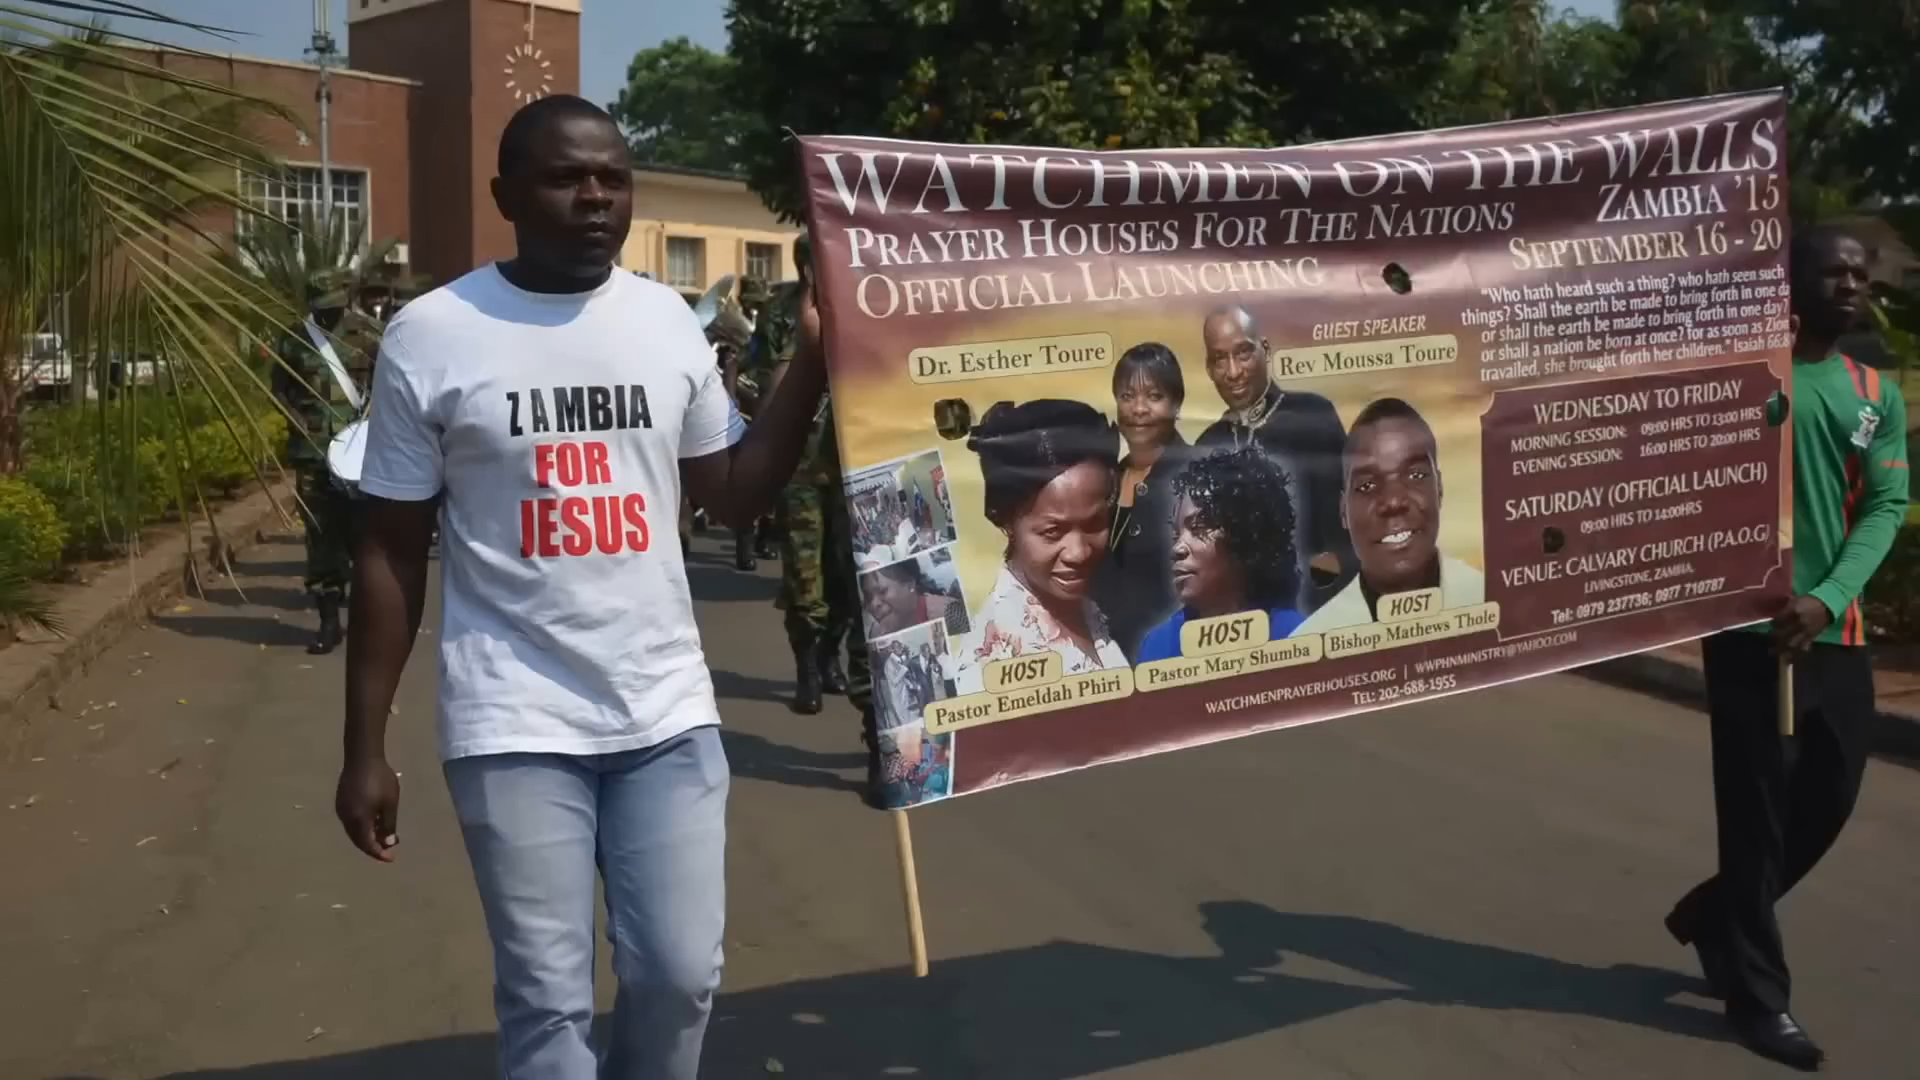 ZAMBIA
FOR
JESUS
WATCHMEN ON THE WALLS
ZAMBIA '15
PRAYER HOUSES FOR THE NATIONS
SEPTEMBER 16 - 20
OFFICIAL LAUNCHING
"Who hath heard such a thing? who hath seen such
things? Shall the earth be made to bring forth in one da
or shall the earth be made to bring forth in one day?
or shall a nation be born at once? for as soon as Zion
travailed, she brought forth her children." Isaiah 66:8
GUEST SPEAKER
Dr. Esther Toure
Rev Moussa Toure
WEDNESDAY TO FRIDAY
MORNING SESSION: 09:00 HRS TO 13:00 HRS
EVENING SESSION: 16:00 HRS TO 20:00 HRS
SATURDAY (OFFICIAL LAUNCH)
09:00 HRS TO 14:00HRS
VENUE: CALVARY CHURCH (P.A.O.G)
LIVINGSTONE, ZAMBIA.
Tel: 0979 237736; 0977 710787
HOST
Pastor Emeldah Phiri
HOST
Pastor Mary Shumba
HOST
Bishop Mathews Thole
WATCHMENPRAYERHOUSES.ORG | WWPHNMINISTRY@YAHOO.COM
TEL: 202-688-1955